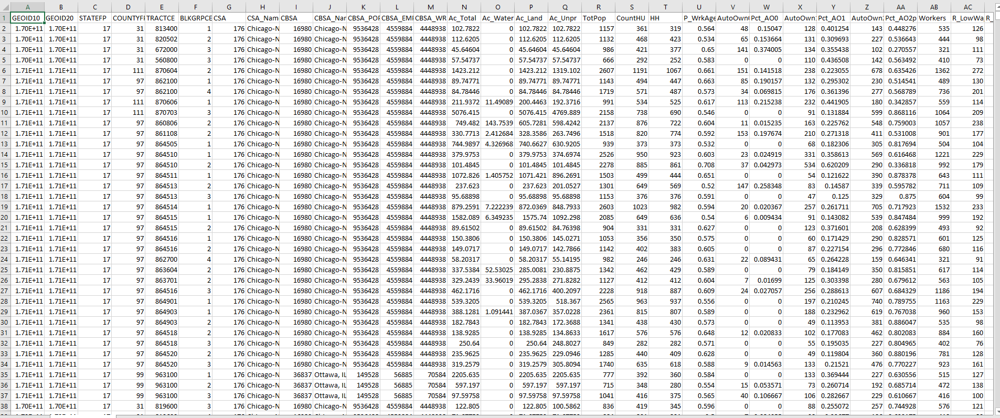 A B C D E F G H I J K L M N O P Q R S T U V W X Y Z AA AB AC
1 GEOID10 GEOID20 STATEFP COUNTYFP TRACTCE BLKGRPCE CSA CSA_Nam CBSA CBSA_Nar CBSA_POP CBSA_EMI CBSA_WR Ac_Total Ac_Water Ac_Land Ac_Unpr TotPop CountHU HH P_WrkAge AutoOwn Pct_AO0 AutoOwn Pct_AO1 AutoOwn Pct_AO2p Workers R_LowWa R_
2 1.70E+11 1.70E+11 17 31 813400 1 176 Chicago-N 16980 Chicago-N 9536428 4559884 4448938 102.7822 0 102.7822 102.7822 1157 361 319 0.564 48 0.15047 128 0.401254 143 0.448276 535 126
3 1.70E+11 1.70E+11 17 31 820502 2 176 Chicago-N 16980 Chicago-N 9536428 4559884 4448938 112.6205 0 112.6205 112.6205 1132 468 423 0.534 65 0.153664 131 0.309693 227 0.536643 444 98
4 1.70E+11 1.70E+11 17 31 672000 3 176 Chicago-N 16980 Chicago-N 9536428 4559884 4448938 45.64604 0 45.64604 45.64604 986 421 377 0.65 141 0.374005 134 0.355438 102 0.270557 321 111
5 1.70E+11 1.70E+11 17 31 560800 3 176 Chicago-N 16980 Chicago-N 9536428 4559884 4448938 57.54737 0 57.54737 57.54737 666 292 252 0.583 0 0 110 0.436508 142 0.563492 410 73
6 1.71E+11 1.71E+11 17 111 870604 2 176 Chicago-N 16980 Chicago-N 9536428 4559884 4448938 1423.212 0 1423.212 1319.102 2607 1191 1067 0.661 151 0.141518 238 0.223055 678 0.635426 1362 272
7 1.71E+11 1.71E+11 17 97 862100 1 176 Chicago-N 16980 Chicago-N 9536428 4559884 4448938 89.74771 0 89.74771 89.74771 1143 494 447 0.663 85 0.190157 132 0.295302 230 0.514541 489 130
8 1.71E+11 1.71E+11 17 97 862100 4 176 Chicago-N 16980 Chicago-N 9536428 4559884 4448938 84.78446 0 84.78446 84.78446 1719 571 487 0.573 34 0.069815 176 0.361396 277 0.568789 736 201
9 1.71E+11 1.71E+11 17 111 870606 1 176 Chicago-N 16980 Chicago-N 9536428 4559884 4448938 211.9372 11.49089 200.4463 192.3716 991 534 525 0.617 113 0.215238 232 0.441905 180 0.342857 559 114
10 1.71E+11 1.71E+11 17 111 870703 3 176 Chicago-N 16980 Chicago-N 9536428 4559884 4448938 5076.415 0 5076.415 4769.889 2158 738 690 0.546 0 0 91 0.131884 599 0.868116 1064 209
11 1.71E+11 1.71E+11 17 97 860806 2 176 Chicago-N 16980 Chicago-N 9536428 4559884 4448938 749.482 143.7539 605.7281 598.4242 2137 876 722 0.604 11 0.015235 163 0.225762 548 0.759003 1057 238
12 1.71E+11 1.71E+11 17 97 861108 2 176 Chicago-N 16980 Chicago-N 9536428 4559884 4448938 330.7713 2.412684 328.3586 263.7496 1518 820 774 0.592 153 0.197674 210 0.271318 411 0.531008 901 177
13 1.71E+11 1.71E+11 17 97 864505 1 176 Chicago-N 16980 Chicago-N 9536428 4559884 4448938 744.9897 4.326968 740.6627 630.9205 939 373 373 0.532 0 0 68 0.182306 305 0.817694 504 104
14 1.71E+11 1.71E+11 17 97 864510 1 176 Chicago-N 16980 Chicago-N 9536428 4559884 4448938 379.9753 0 379.9753 374.6974 2526 950 923 0.603 23 0.024919 331 0.358613 569 0.616468 1221 229
15 1.71E+11 1.71E+11 17 97 864510 2 176 Chicago-N 16980 Chicago-N 9536428 4559884 4448938 101.4845 0 101.4845 101.4845 2278 885 861 0.708 37 0.042973 534 0.620209 290 0.336818 992 179
16 1.71E+11 1.71E+11 17 97 864511 1 176 Chicago-N 16980 Chicago-N 9536428 4559884 4448938 1072.826 1.405752 1071.421 896.2691 1503 499 444 0.651 0 0 54 0.121622 390 0.878378 643 111
17 1.71E+11 1.71E+11 17 97 864513 2 176 Chicago-N 16980 Chicago-N 9536428 4559884 4448938 237.623 0 237.623 201.0527 1301 649 569 0.52 147 0.258348 83 0.14587 339 0.595782 711 109
18 1.71E+11 1.71E+11 17 97 864513 3 176 Chicago-N 16980 Chicago-N 9536428 4559884 4448938 95.68898 0 95.68898 95.68898 1153 376 376 0.591 0 0 47 0.125 329 0.875 604 99
19 1.71E+11 1.71E+11 17 97 864514 1 176 Chicago-N 16980 Chicago-N 9536428 4559884 4448938 879.2591 7.222239 872.0369 848.7933 2603 1023 982 0.594 20 0.020367 257 0.261711 705 0.717923 1532 233
20 1.71E+11 1.71E+11 17 97 864515 1 176 Chicago-N 16980 Chicago-N 9536428 4559884 4448938 1582.089 6.349235 1575.74 1092.298 2085 649 636 0.54 6 0.009434 91 0.143082 539 0.847484 999 192
21 1.71E+11 1.71E+11 17 97 864515 2 176 Chicago-N 16980 Chicago-N 9536428 4559884 4448938 89.61502 0 89.61502 84.76398 904 331 331 0.627 0 0 123 0.371601 208 0.628399 493 92
22 1.71E+11 1.71E+11 17 97 864516 1 176 Chicago-N 16980 Chicago-N 9536428 4559884 4448938 150.3806 0 150.3806 145.0271 1053 356 350 0.575 0 0 60 0.171429 290 0.828571 601 125
23 1.71E+11 1.71E+11 17 97 864516 2 176 Chicago-N 16980 Chicago-N 9536428 4559884 4448938 149.0717 0 149.0717 142.7866 1142 402 383 0.605 0 0 87 0.227154 296 0.772846 680 116
24 1.71E+11 1.71E+11 17 97 862700 4 176 Chicago-N 16980 Chicago-N 9536428 4559884 4448938 58.20317 0 58.20317 55.14195 982 246 246 0.631 22 0.089431 65 0.264228 159 0.646341 321 91
25 1.71E+11 1.71E+11 17 97 863604 2 176 Chicago-N 16980 Chicago-N 9536428 4559884 4448938 337.5384 52.53025 285.0081 230.8875 1342 462 429 0.589 0 0 79 0.184149 350 0.815851 617 114
26 1.71E+11 1.71E+11 17 97 863701 2 176 Chicago-N 16980 Chicago-N 9536428 4559884 4448938 329.2439 33.96019 295.2838 271.8282 1127 412 412 0.604 7 0.01699 125 0.303398 280 0.679612 563 105
27 1.71E+11 1.71E+11 17 97 864516 3 176 Chicago-N 16980 Chicago-N 9536428 4559884 4448938 462.1716 0 462.1716 400.2097 2228 918 887 0.609 24 0.027057 256 0.288613 607 0.684329 1186 194
28 1.71E+11 1.71E+11 17 97 864901 1 176 Chicago-N 16980 Chicago-N 9536428 4559884 4448938 539.3205 0 539.3205 518.367 2565 963 937 0.556 0 0 197 0.210245 740 0.789755 1163 229
29 1.71E+11 1.71E+11 17 97 864903 1 176 Chicago-N 16980 Chicago-N 9536428 4559884 4448938 388.1281 1.091441 387.0367 357.0228 2361 815 807 0.589 0 0 188 0.232962 619 0.767038 960 153
30 1.71E+11 1.71E+11 17 97 864903 2 176 Chicago-N 16980 Chicago-N 9536428 4559884 4448938 182.7843 0 182.7843 172.3688 1341 438 430 0.573 0 0 49 0.113953 381 0.886047 535 98
31 1.71E+11 1.71E+11 17 97 864518 2 176 Chicago-N 16980 Chicago-N 9536428 4559884 4448938 138.9285 0 138.9285 134.8633 1617 576 576 0.648 12 0.020833 102 0.177083 462 0.802083 884 160
32 1.71E+11 1.71E+11 17 97 864518 3 176 Chicago-N 16980 Chicago-N 9536428 4559884 4448938 250.64 0 250.64 248.8027 849 282 282 0.571 0 0 55 0.195035 227 0.804965 402 76
33 1.71E+11 1.71E+11 17 97 864520 2 176 Chicago-N 16980 Chicago-N 9536428 4559884 4448938 235.9625 0 235.9625 229.0946 1285 440 409 0.628 0 0 49 0.119804 360 0.880196 781 128
34 1.71E+11 1.71E+11 17 97 864520 3 176 Chicago-N 16980 Chicago-N 9536428 4559884 4448938 319.2579 0 319.2579 305.8094 1740 635 618 0.588 9 0.014563 133 0.21521 476 0.770227 923 161
35 1.71E+11 1.71E+11 17 99 963100 1 176 Chicago-N 36837 Ottawa, IL 149528 56885 70584 2205.635 0 2205.635 2205.635 777 392 360 0.584 0 0 133 0.369444 227 0.630556 515 127
36 1.71E+11 1.71E+11 17 99 963100 2 176 Chicago-N 36837 Ottawa, IL 149528 56885 70584 597.197 0 597.197 597.197 715 348 280 0.554 15 0.053571 73 0.260714 192 0.685714 472 138
37 1.71E+11 1.71E+11 17 99 963100 3 176 Chicago-N 36837 Ottawa, IL 149528 56885 70584 97.59758 0 97.59758 97.59758 1041 416 375 0.565 40 0.106667 106 0.282667 229 0.610667 416 100
38 1.70E+11 1.70E+11 17 31 819600 3 176 Chicago-N 16980 Chicago-N 9536428 4559884 4448938 122.805 0 122.805 100.5862 836 419 345 0.596 0 0 88 0.255072 257 0.744928 576 121